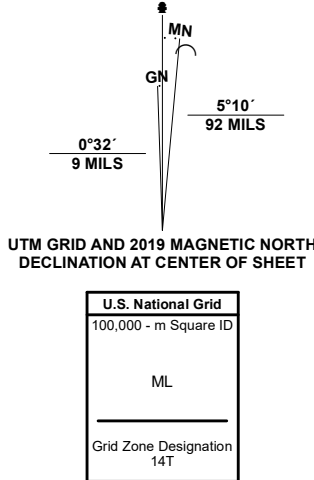 MN
GN
5°10´
92 MILS
0°32´
9 MILS
UTM GRID AND 2019 MAGNETIC NORTH
DECLINATION AT CENTER OF SHEET
U.S. National Grid
100,000 - m Square ID
ML
Grid Zone Designation
14T